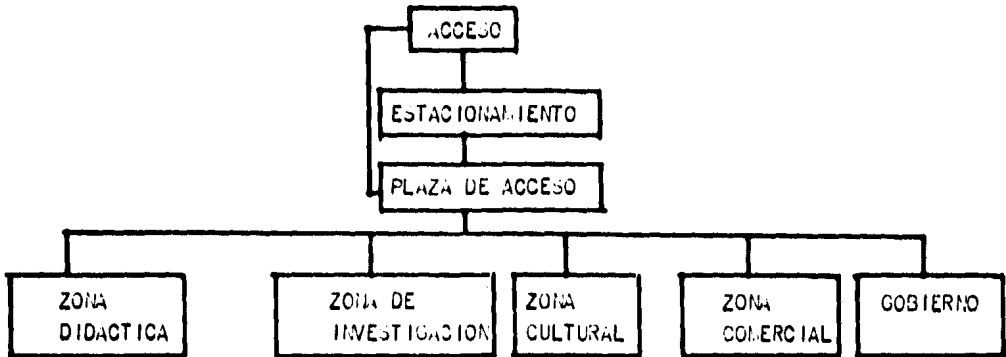 ACCESO
ESTACIONAMIENTO
PLAZA DE ACCESO
ZONA
DIDACTICA
ZONA DE
INVESTIGACION
ZONA
CULTURAL
ZONA
COMERCIAL
GOBIERNO